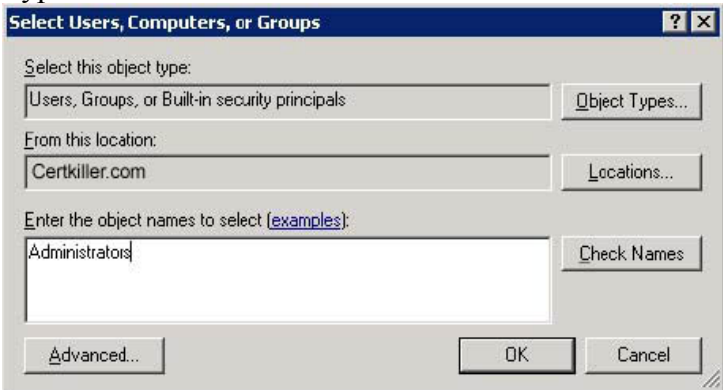 Select Users, Computers, or Groups
Select this object type:
Users, Groups, or Built-in security principals
Object Types...
From this location:
Certkiller.com
Locations...
Enter the object names to select (examples):
Administrators
Check Names
Advanced...
OK
Cancel